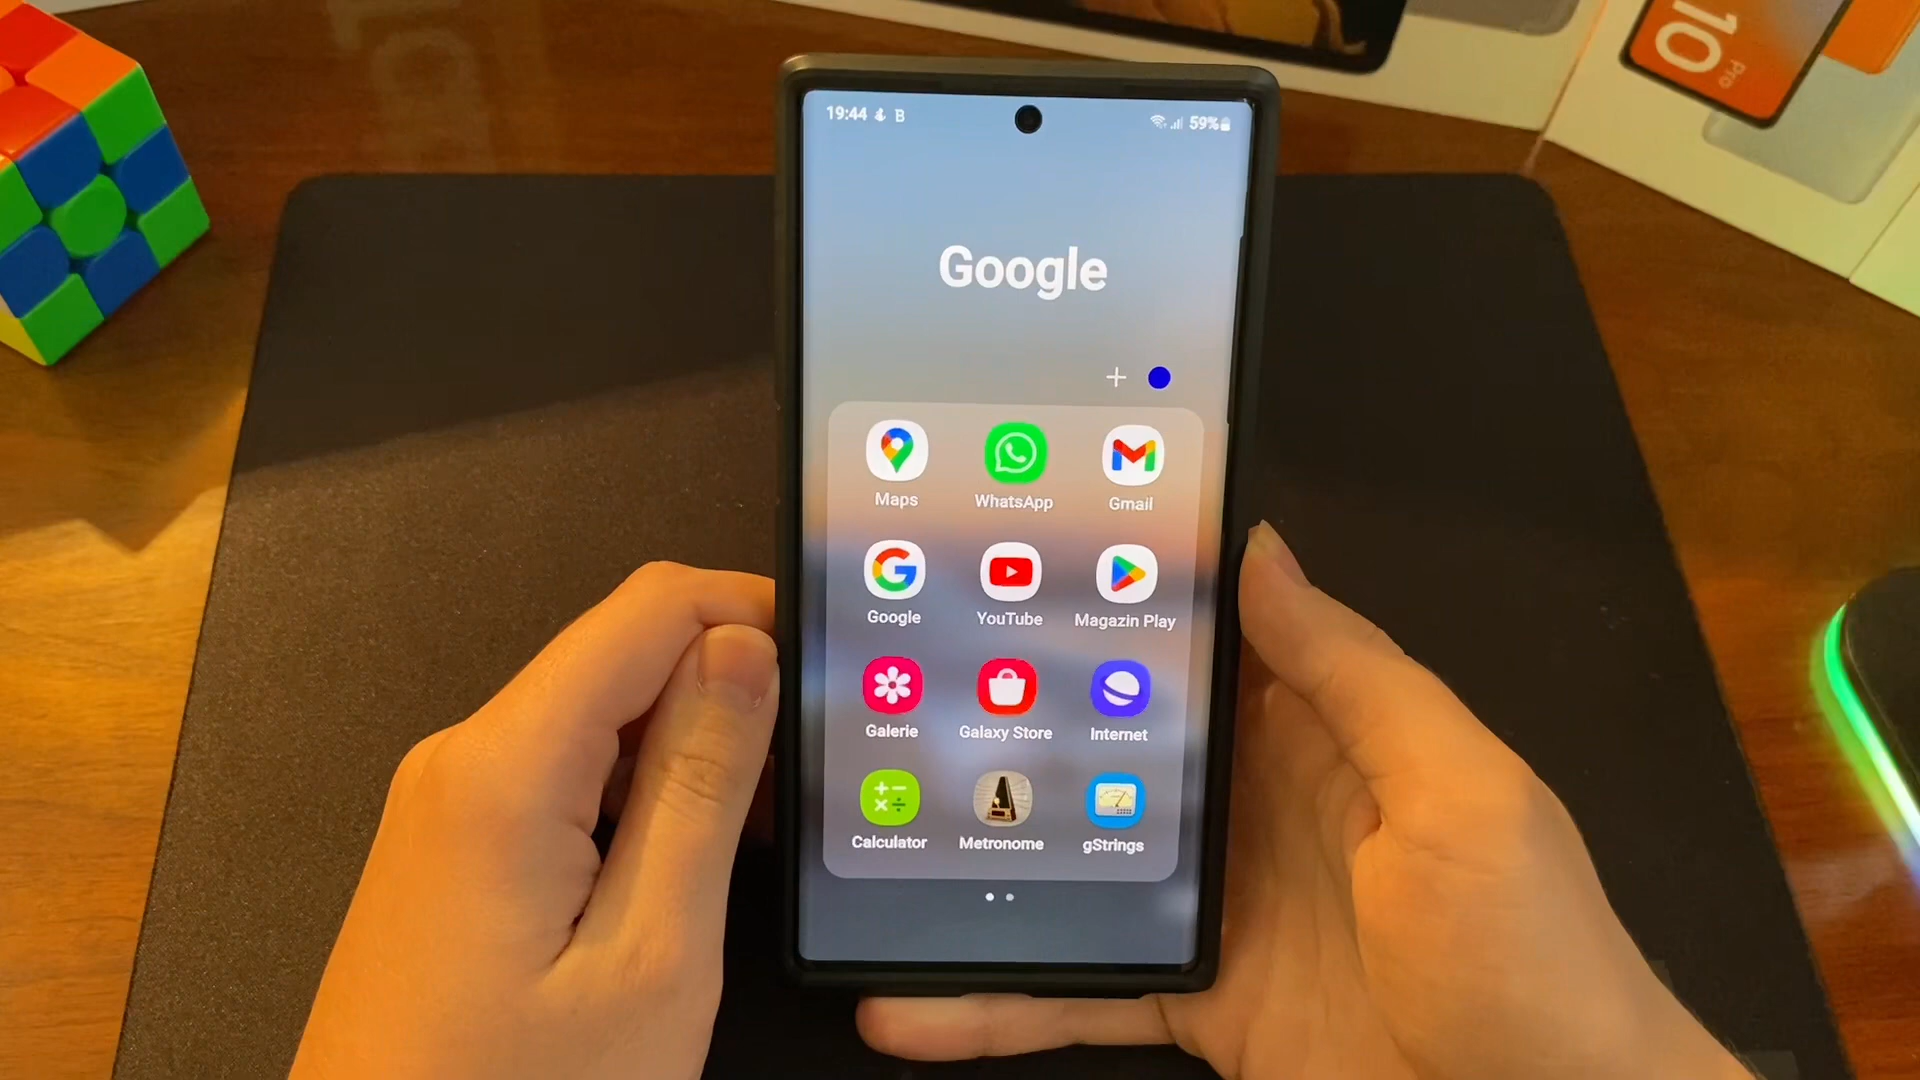 10 Pro
19:44 B
59%
Google
Maps
WhatsApp
Gmail
Google
YouTube
Magazin Play
Galerie
Galaxy Store
Internet
Calculator
Metronome
gStrings